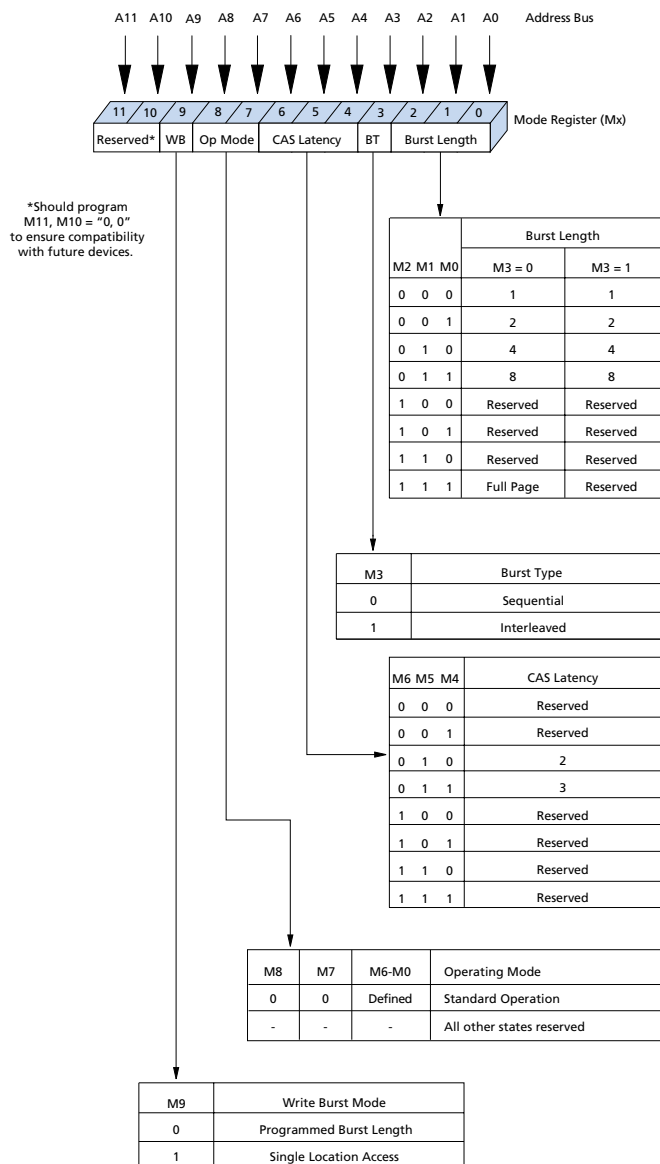 A11 A10 A9 A8 A7 A6 A5 A4 A3 A2 A1 A0 Address Bus
11 10 9 8 7 6 5 4 3 2 1 0
Mode Register (Mx)
Reserved* WB Op Mode CAS Latency BT Burst Length
*Should program
M11, M10 = “0, 0”
to ensure compatibility
with future devices.
Burst Length
M2 M1 M0 M3 = 0 M3 = 1
0 0 0 1 1
0 0 1 2 2
0 1 0 4 4
0 1 1 8 8
1 0 0 Reserved Reserved
1 0 1 Reserved Reserved
1 1 0 Reserved Reserved
1 1 1 Full Page Reserved
M3 Burst Type
0 Sequential
1 Interleaved
M6 M5 M4 CAS Latency
0 0 0 Reserved
0 0 1 Reserved
0 1 0 2
0 1 1 3
1 0 0 Reserved
1 0 1 Reserved
1 1 0 Reserved
1 1 1 Reserved
M8 M7 M6-M0 Operating Mode
0 0 Defined Standard Operation
- - - All other states reserved
M9 Write Burst Mode
0 Programmed Burst Length
1 Single Location Access